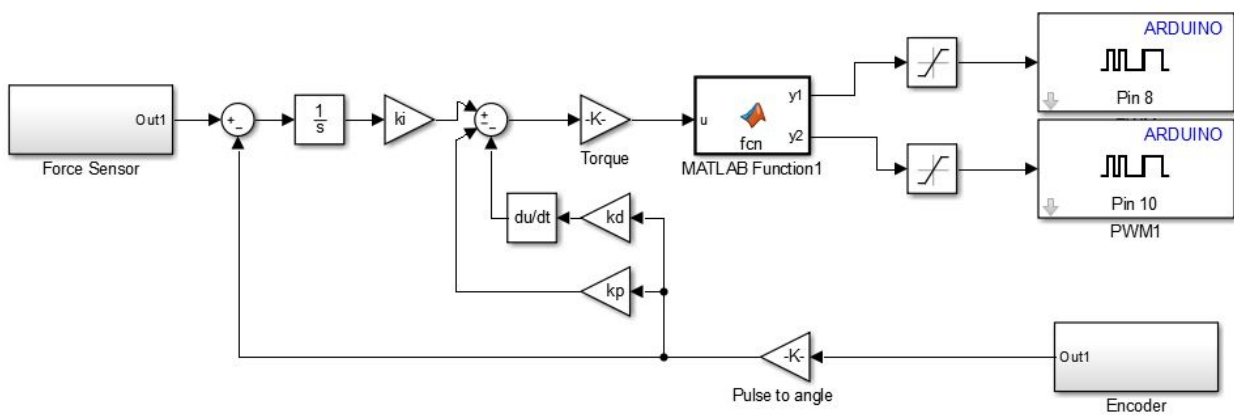 ARDUINO
Pin 8
Out1
Force Sensor
+
-
1
s
ki
+
-
-
-K-
Torque
u
fcn
y1
y2
MATLAB Function1
ARDUINO
Pin 10
PWM1
du/dt
kd
kp
-K-
Pulse to angle
Out1
Encoder